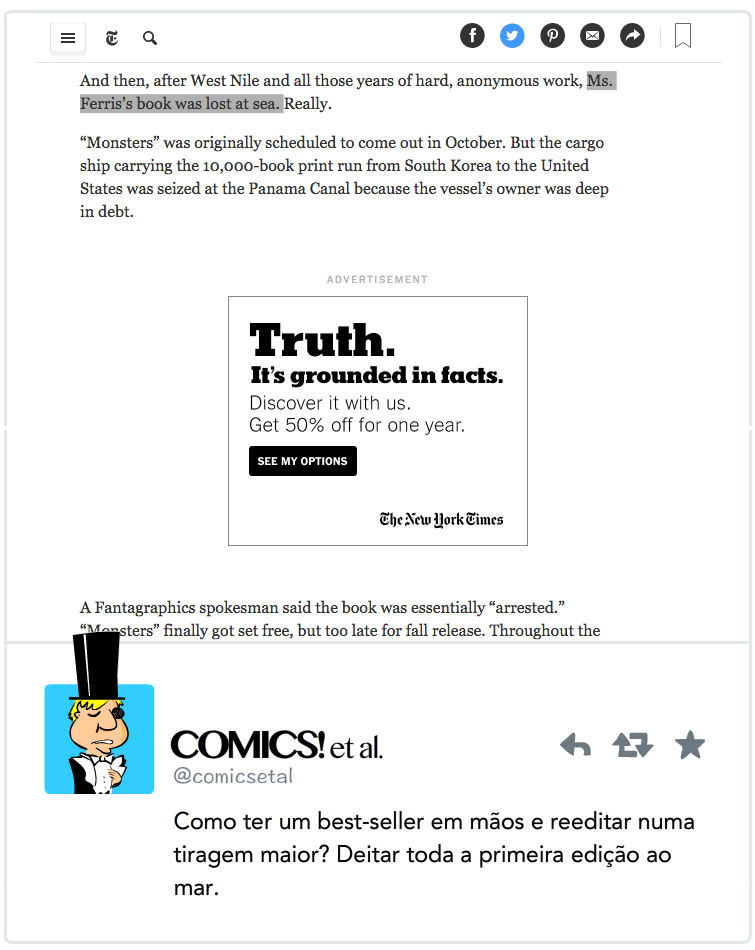 And then, after West Nile and all those years of hard, anonymous work, Ms.
Ferris’s book was lost at sea. Really.
“Monsters” was originally scheduled to come out in October. But the cargo
ship carrying the 10,000-book print run from South Korea to the United
States was seized at the Panama Canal because the vessel’s owner was deep
in debt.
ADVERTISEMENT
Truth.
It’s grounded in facts.
Discover it with us.
Get 50% off for one year.
SEE MY OPTIONS
The New York Times
A Fantagraphics spokesman said the book was essentially “arrested.”
“Monsters” finally got set free, but too late for fall release. Throughout the
COMICS! et al.
@comicsetal
Como ter um best-seller em mãos e reeditar numa
tiragem maior? Deitar toda a primeira edição ao
mar.